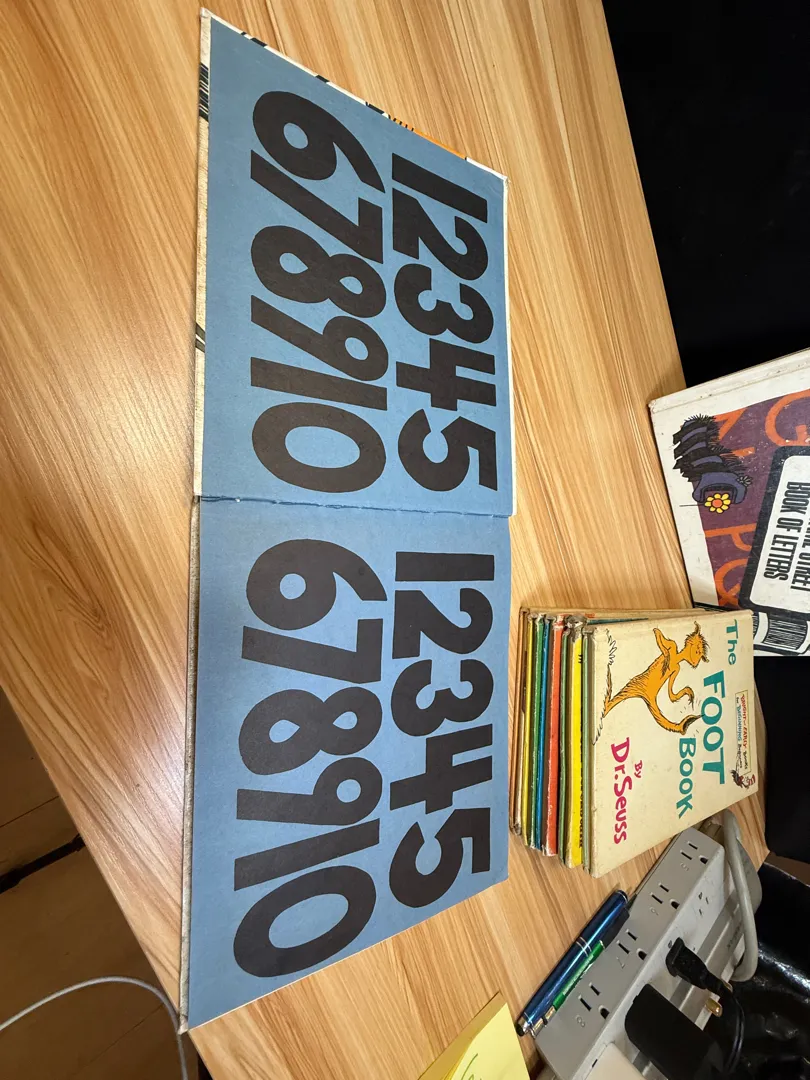 12345
678910
12345
678910
The
FOOT
BOOK
BY
Dr. Seuss
BOOK OF LETTERS